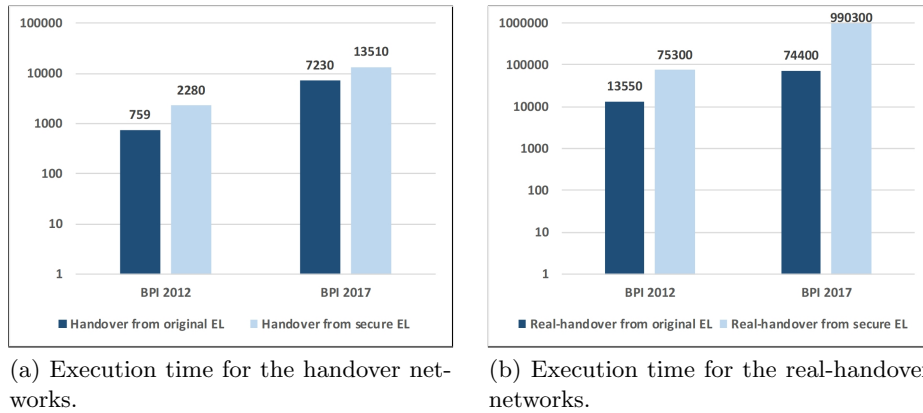 100000
10000
1000
100
10
1
759
2280
7230
13510
BPI 2012
BPI 2017
Handover from original EL
Handover from secure EL
(a) Execution time for the handover net-
works.
1000000
100000
10000
1000
100
10
1
13550
75300
74400
990300
BPI 2012
BPI 2017
Real-handover from original EL
Real-handover from secure EL
(b) Execution time for the real-handover
networks.